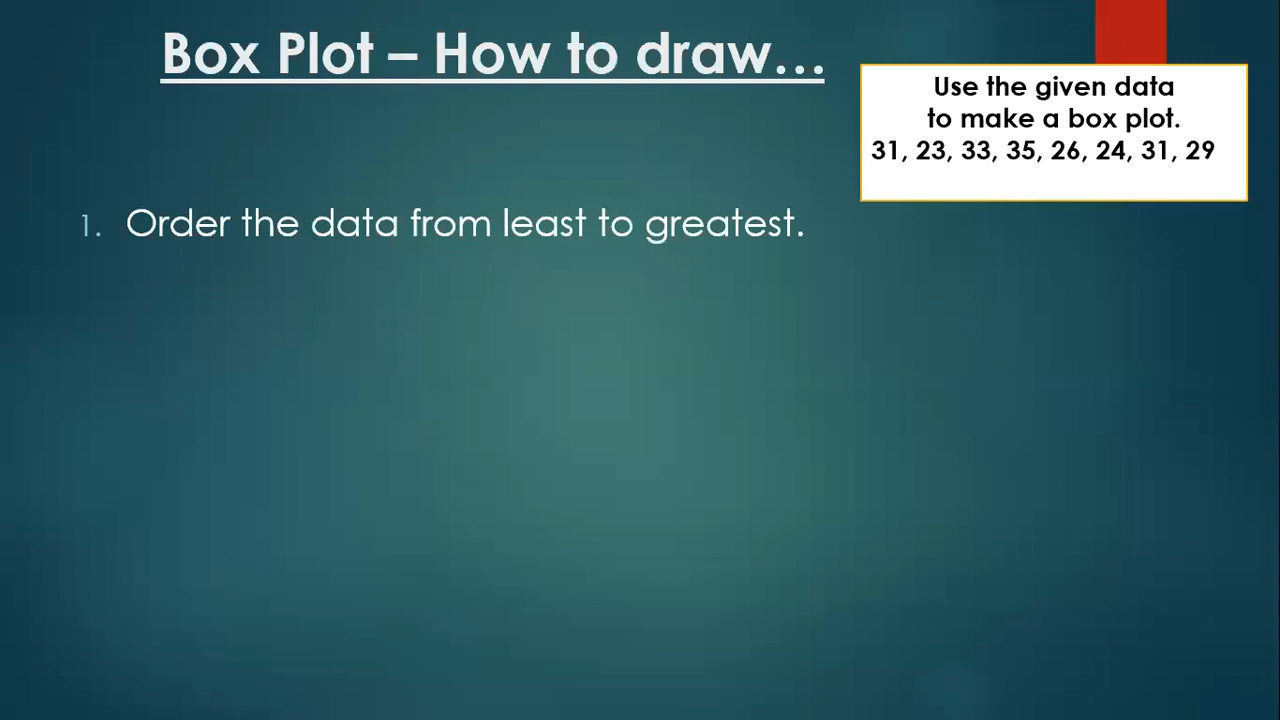 Box Plot – How to draw…
Use the given data
to make a box plot.
31, 23, 33, 35, 26, 24, 31, 29
1. Order the data from least to greatest.